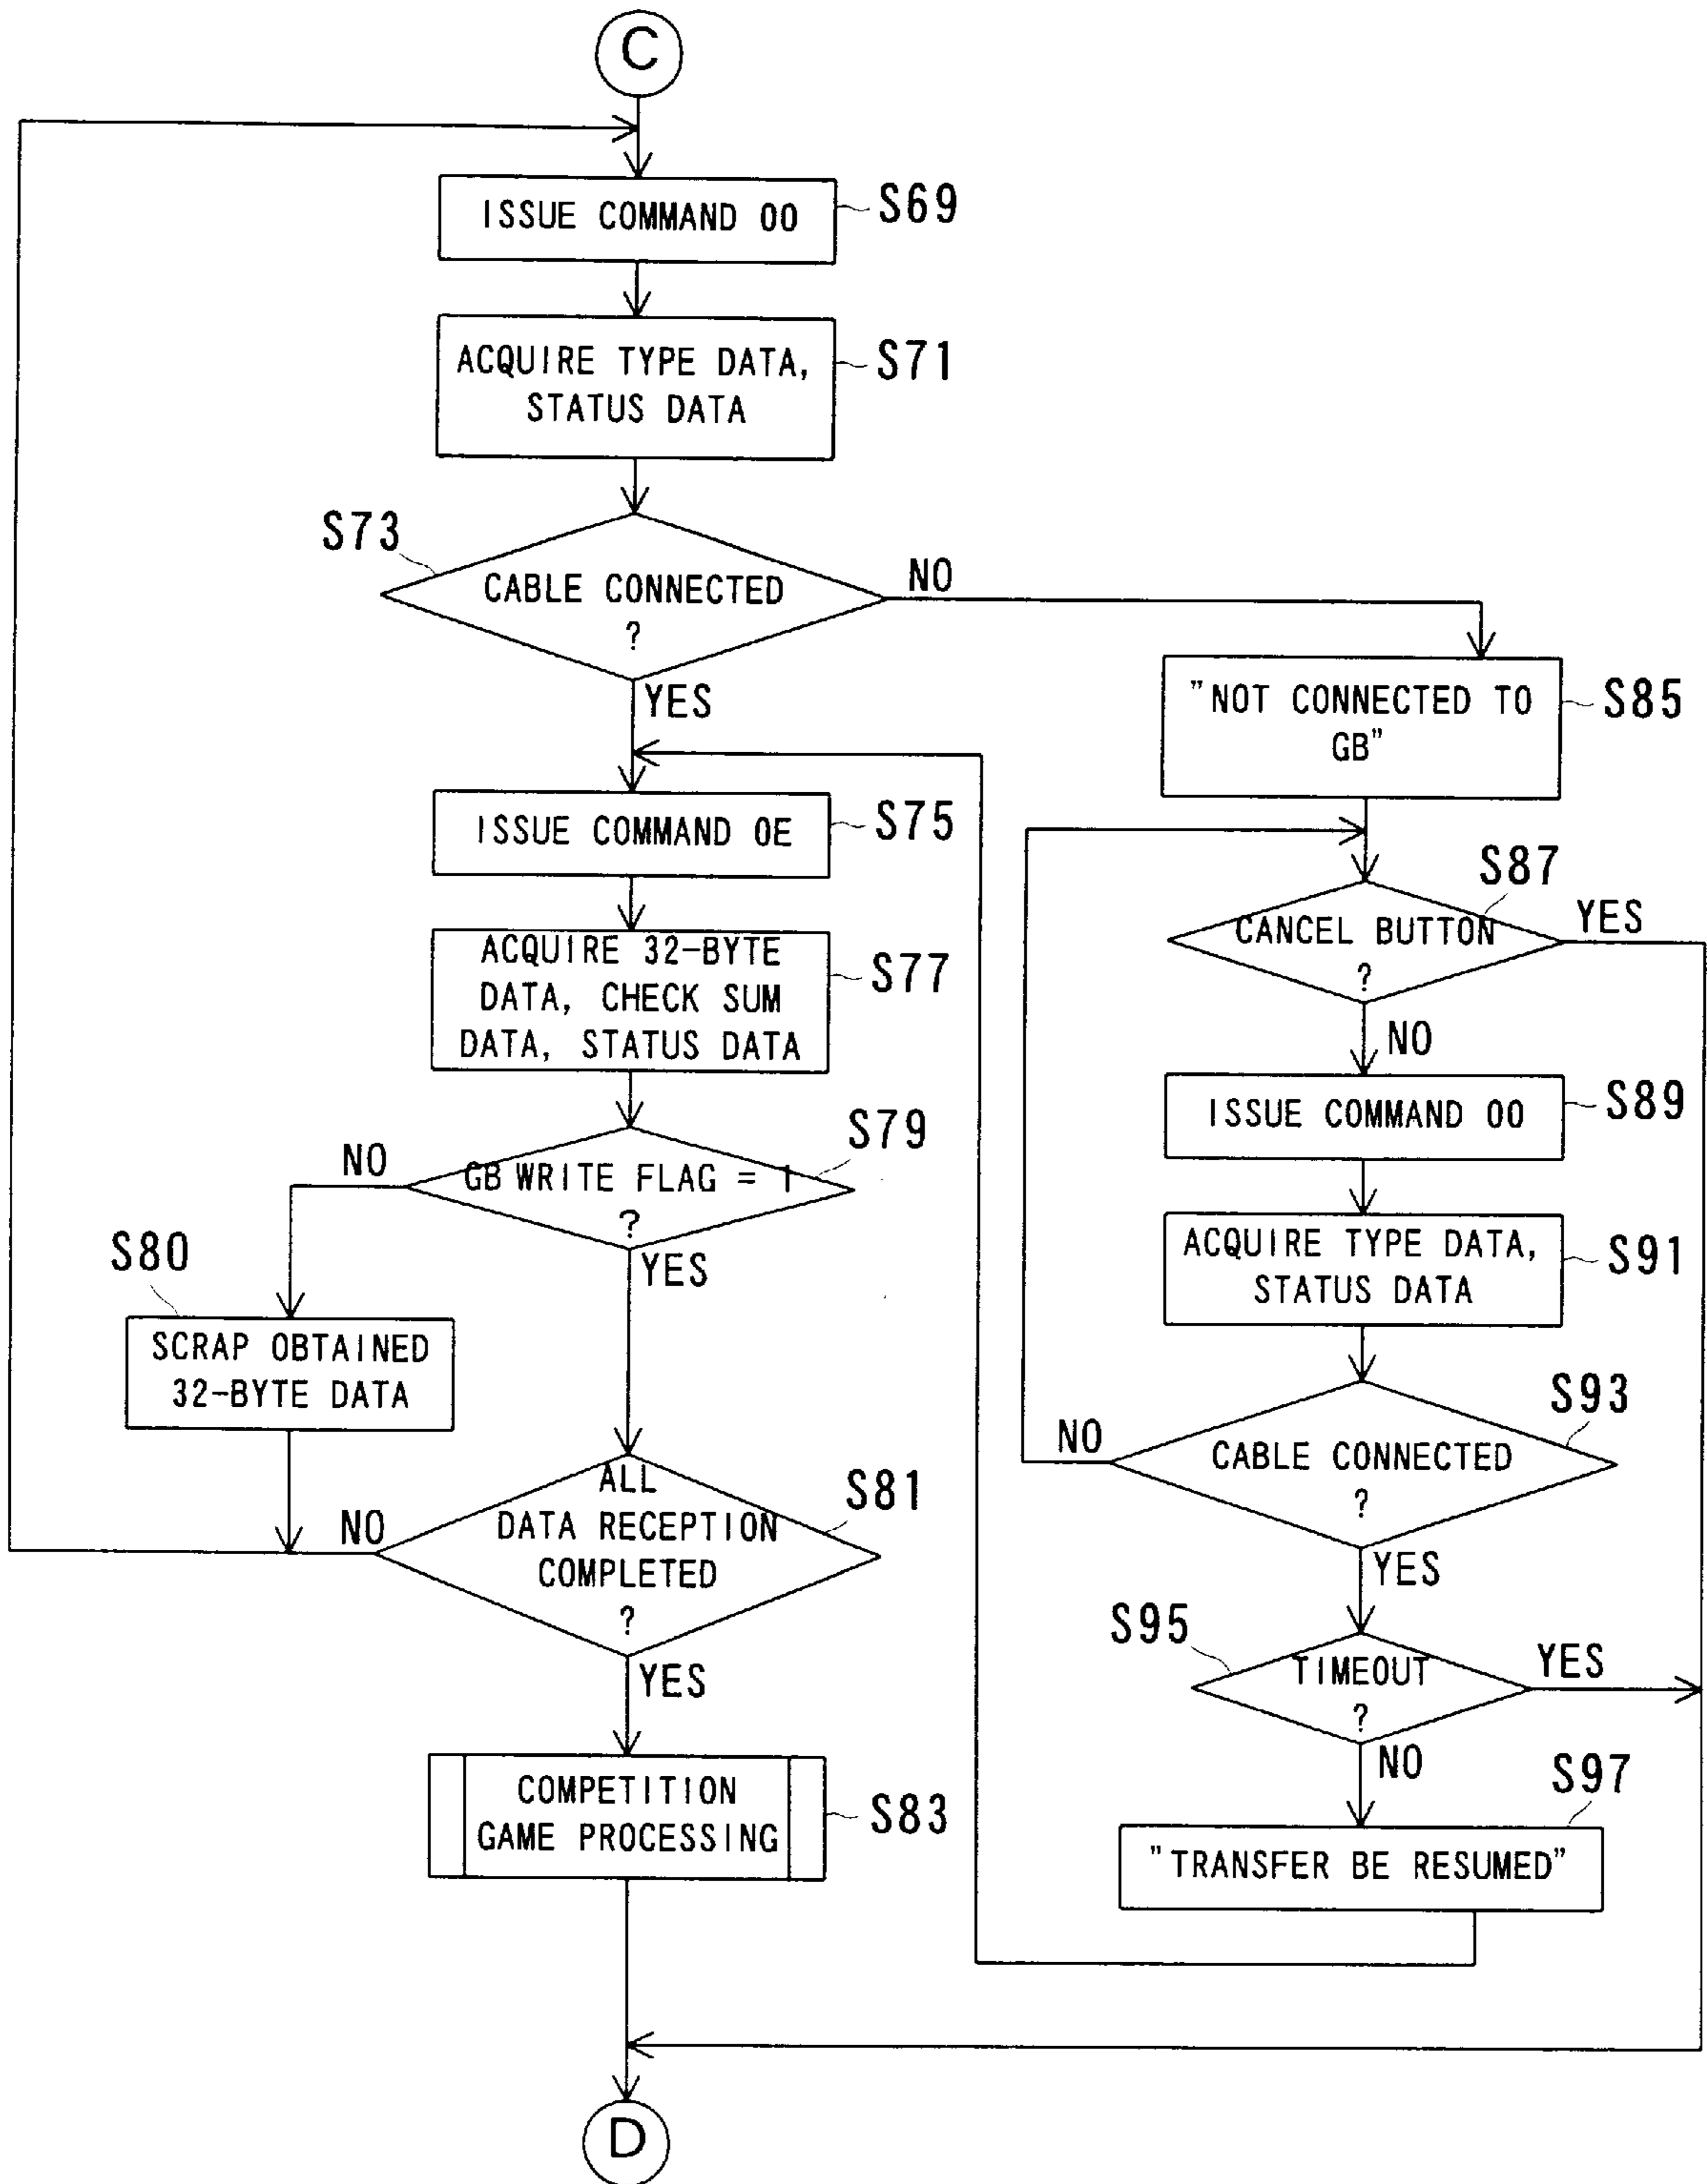 C
ISSUE COMMAND 00
S69
ACQUIRE TYPE DATA,
STATUS DATA
S71
S73
CABLE CONNECTED
?
NO
YES
"NOT CONNECTED TO
GB"
S85
ISSUE COMMAND 0E
S75
S87
CANCEL BUTTON
?
YES
NO
ACQUIRE 32-BYTE
DATA, CHECK SUM
DATA, STATUS DATA
S77
ISSUE COMMAND 00
S89
S79
GB WRITE FLAG = 1
?
NO
YES
ACQUIRE TYPE DATA,
STATUS DATA
S91
S80
SCRAP OBTAINED
32-BYTE DATA
S93
CABLE CONNECTED
?
NO
YES
S81
ALL
DATA RECEPTION
COMPLETED
?
NO
YES
S95
TIMEOUT
?
YES
NO
COMPETITION
GAME PROCESSING
S83
S97
"TRANSFER BE RESUMED"
D